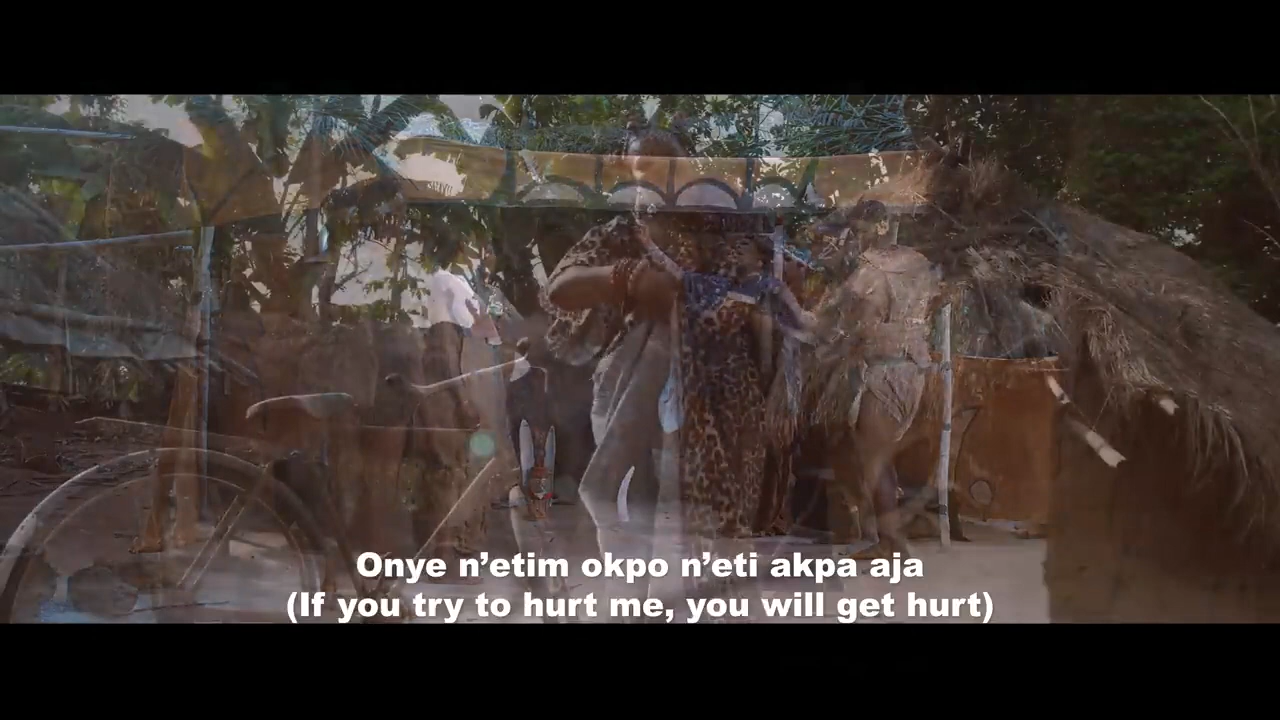 Onye n’etim okpo n’eti akpa aja
(If you try to hurt me, you will get hurt)